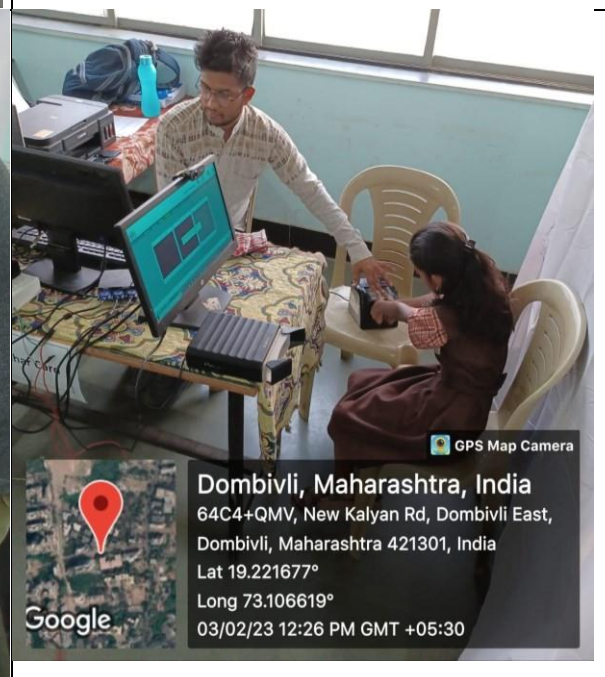 GPS Map Camera
Dombivli, Maharashtra, India
64C4+QMV, New Kalyan Rd, Dombivli East,
Dombivli, Maharashtra 421301, India
Lat 19.221677°
Long 73.106619°
03/02/23 12:26 PM GMT +05:30
Google